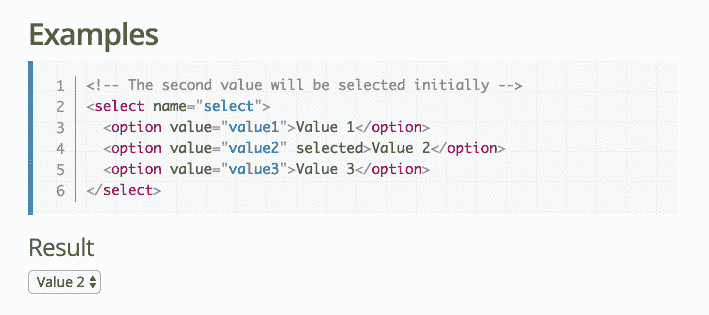 Examples
1 <!-- The second value will be selected initially -->
2 <select name="select">
3   <option value="value1">Value 1</option>
4   <option value="value2" selected>Value 2</option>
5   <option value="value3">Value 3</option>
6 </select>
Result
Value 2